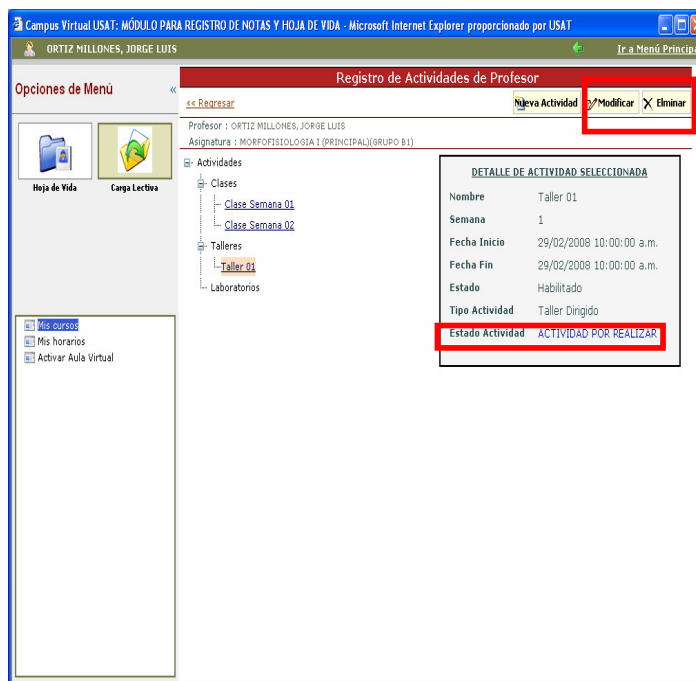 Campus Virtual USAT: MÓDULO PARA REGISTRO DE NOTAS Y HOJA DE VIDA - Microsoft Internet Explorer proporcionado por USAT
ORTIZ MILLONES, JORGE LUIS
Ir a Menú Principa
Opciones de Menú «
Hoja de Vida
Carga Lectiva
Mis cursos
Mis horarios
Activar Aula Virtual
Registro de Actividades de Profesor
<< Regresar
Nueva Actividad
Modificar
Elminar
Profesor : ORTIZ MILLONES, JORGE LUIS
Asignatura : MORFOFISIOLOGIA I (PRINCIPAL)(GRUPO B1)
Actividades
Clases
Clase Semana 01
Clase Semana 02
Talleres
Taller 01
Laboratorios
DETALLE DE ACTIVIDAD SELECCIONADA
Nombre Taller 01
Semana 1
Fecha Inicio 29/02/2008 10:00:00 a.m.
Fecha Fin 29/02/2008 10:00:00 a.m.
Estado Habilitado
Tipo Actividad Taller Dirigido
Estado Actividad ACTIVIDAD POR REALIZAR